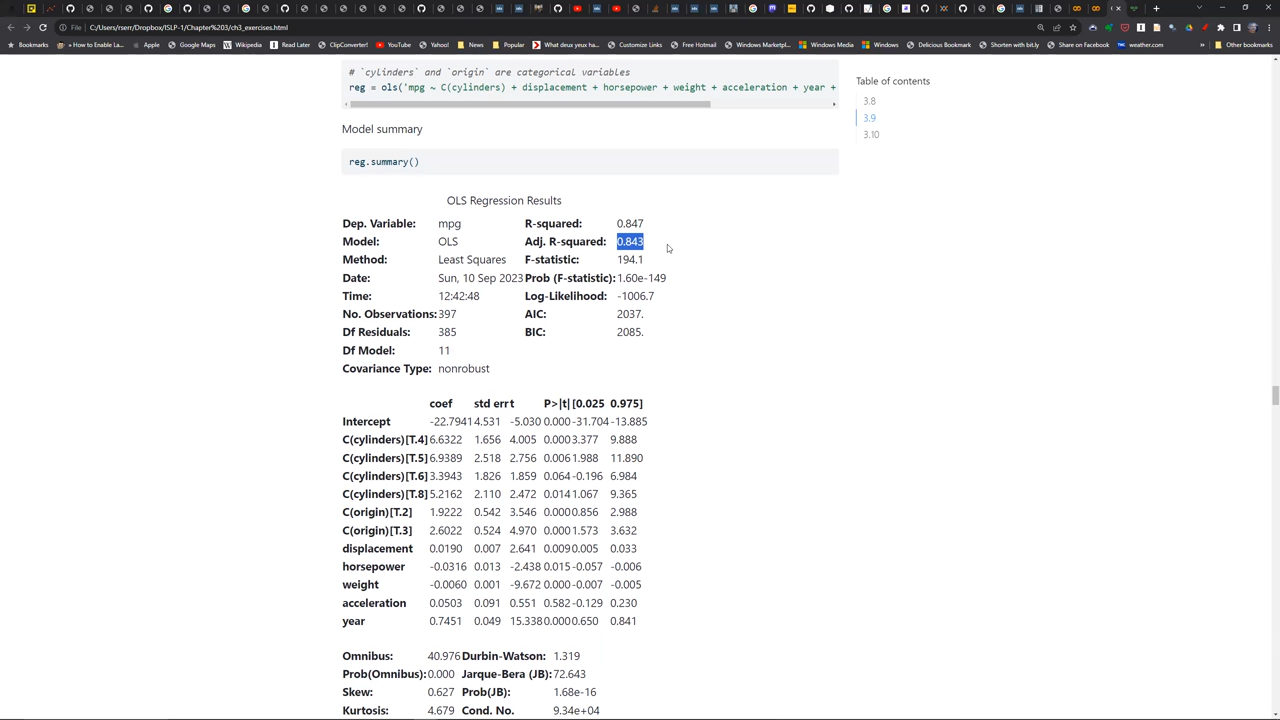 File | C:/Users/rserr/Dropbox/ISLP-1/Chapter%203/ch3_exercises.html
Bookmarks » How to Enable La... Apple Google Maps Wikipedia Read Later ClipConverter! YouTube Yahoo! News Popular What deux yeux ha... Customize Links Free Hotmail Windows Marketpl... Windows Media Windows Delicious Bookmark Shorten with bit.ly Share on Facebook weather.com » Other bookmarks
# `cylinders` and `origin` are categorical variables
reg = ols('mpg ~ C(cylinders) + displacement + horsepower + weight + acceleration + year +
Table of contents
3.8
3.9
3.10
Model summary
reg.summary()
OLS Regression Results
Dep. Variable: mpg R-squared: 0.847
Model: OLS Adj. R-squared: 0.843
Method: Least Squares F-statistic: 194.1
Date: Sun, 10 Sep 2023 Prob (F-statistic): 1.60e-149
Time: 12:42:48 Log-Likelihood: -1006.7
No. Observations: 397 AIC: 2037.
Df Residuals: 385 BIC: 2085.
Df Model: 11
Covariance Type: nonrobust
coef std err t P>|t| [0.025 0.975]
Intercept -22.7941 4.531 -5.030 0.000 -31.704 -13.885
C(cylinders)[T.4] 6.6322 1.656 4.005 0.000 3.377 9.888
C(cylinders)[T.5] 6.9389 2.518 2.756 0.006 1.988 11.890
C(cylinders)[T.6] 3.3943 1.826 1.859 0.064 -0.196 6.984
C(cylinders)[T.8] 5.2162 2.110 2.472 0.014 1.067 9.365
C(origin)[T.2] 1.9222 0.542 3.546 0.000 0.856 2.988
C(origin)[T.3] 2.6022 0.524 4.970 0.000 1.573 3.632
displacement 0.0190 0.007 2.641 0.009 0.005 0.033
horsepower -0.0316 0.013 -2.438 0.015 -0.057 -0.006
weight -0.0060 0.001 -9.672 0.000 -0.007 -0.005
acceleration 0.0503 0.091 0.551 0.582 -0.129 0.230
year 0.7451 0.049 15.338 0.000 0.650 0.841
Omnibus: 40.976 Durbin-Watson: 1.319
Prob(Omnibus): 0.000 Jarque-Bera (JB): 72.643
Skew: 0.627 Prob(JB): 1.68e-16
Kurtosis: 4.679 Cond. No. 9.34e+04